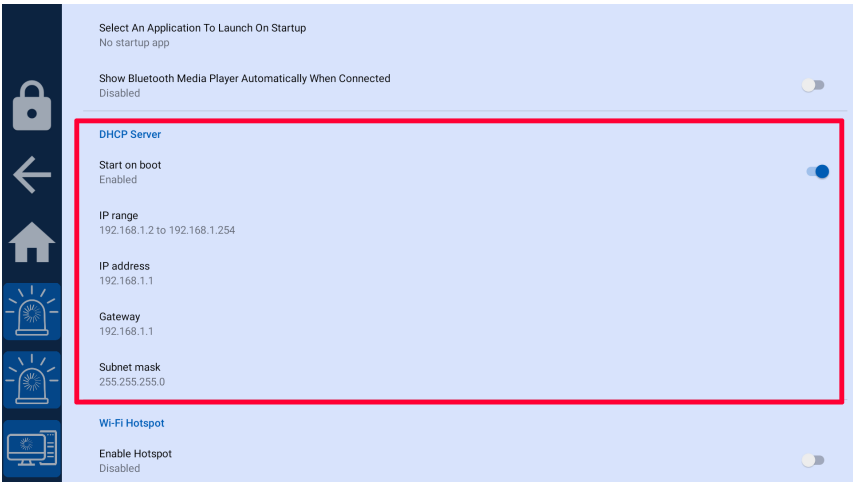 Select An Application To Launch On Startup
No startup app
Show Bluetooth Media Player Automatically When Connected
Disabled
DHCP Server
Start on boot
Enabled
IP range
192.168.1.2 to 192.168.1.254
IP address
192.168.1.1
Gateway
192.168.1.1
Subnet mask
255.255.255.0
Wi-Fi Hotspot
Enable Hotspot
Disabled